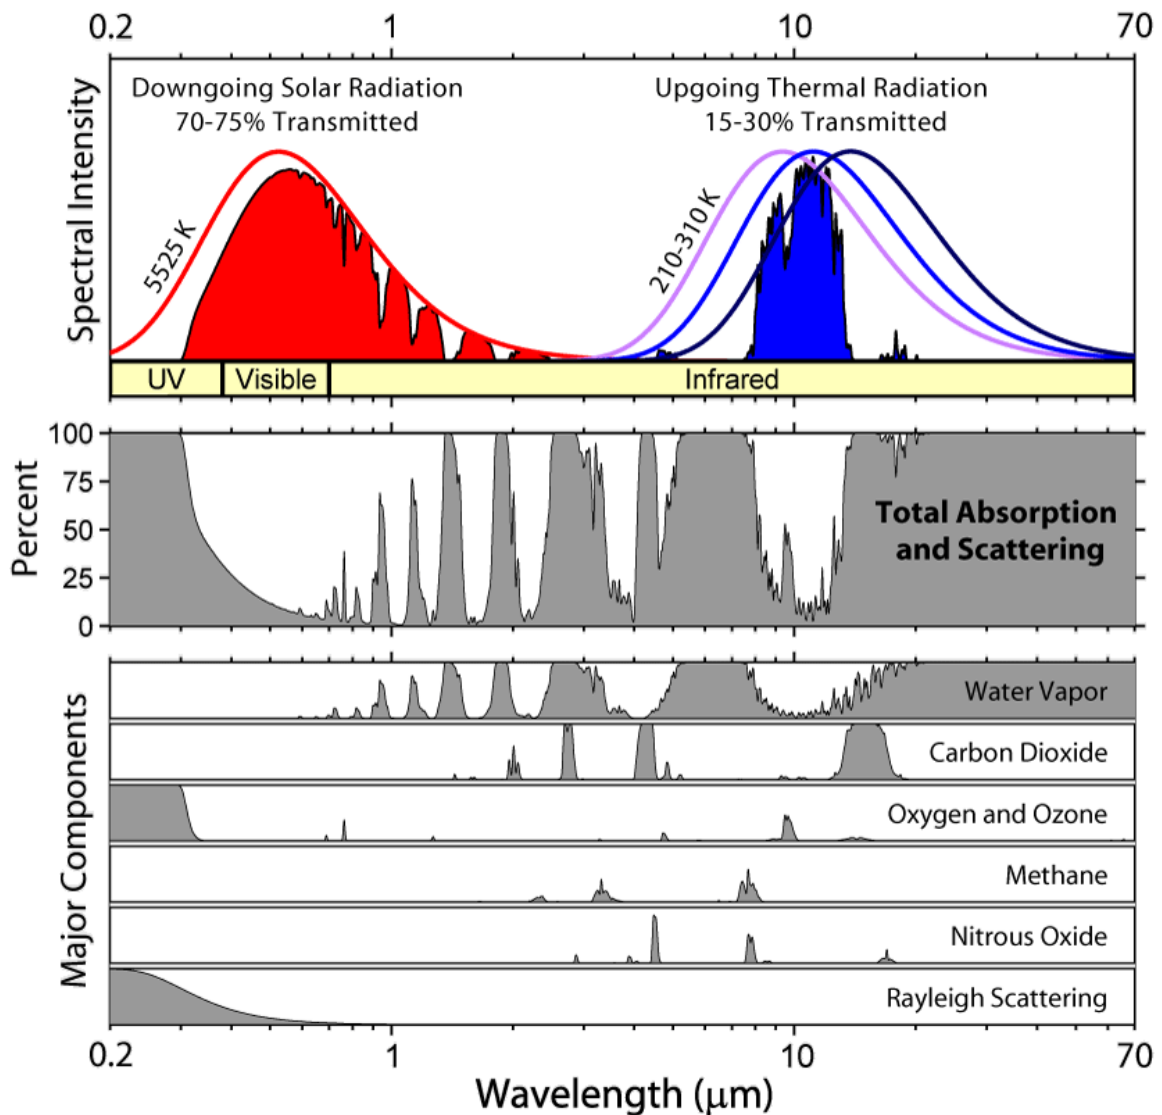 0.2 1 10 70
Downgoing Solar Radiation
70-75% Transmitted
Upgoing Thermal Radiation
15-30% Transmitted
Spectral Intensity
5525 K
210-310 K
UV Visible Infrared
Percent
100
75
50
25
0
Total Absorption
and Scattering
Major Components
Water Vapor
Carbon Dioxide
Oxygen and Ozone
Methane
Nitrous Oxide
Rayleigh Scattering
0.2 1 10 70
Wavelength (μm)